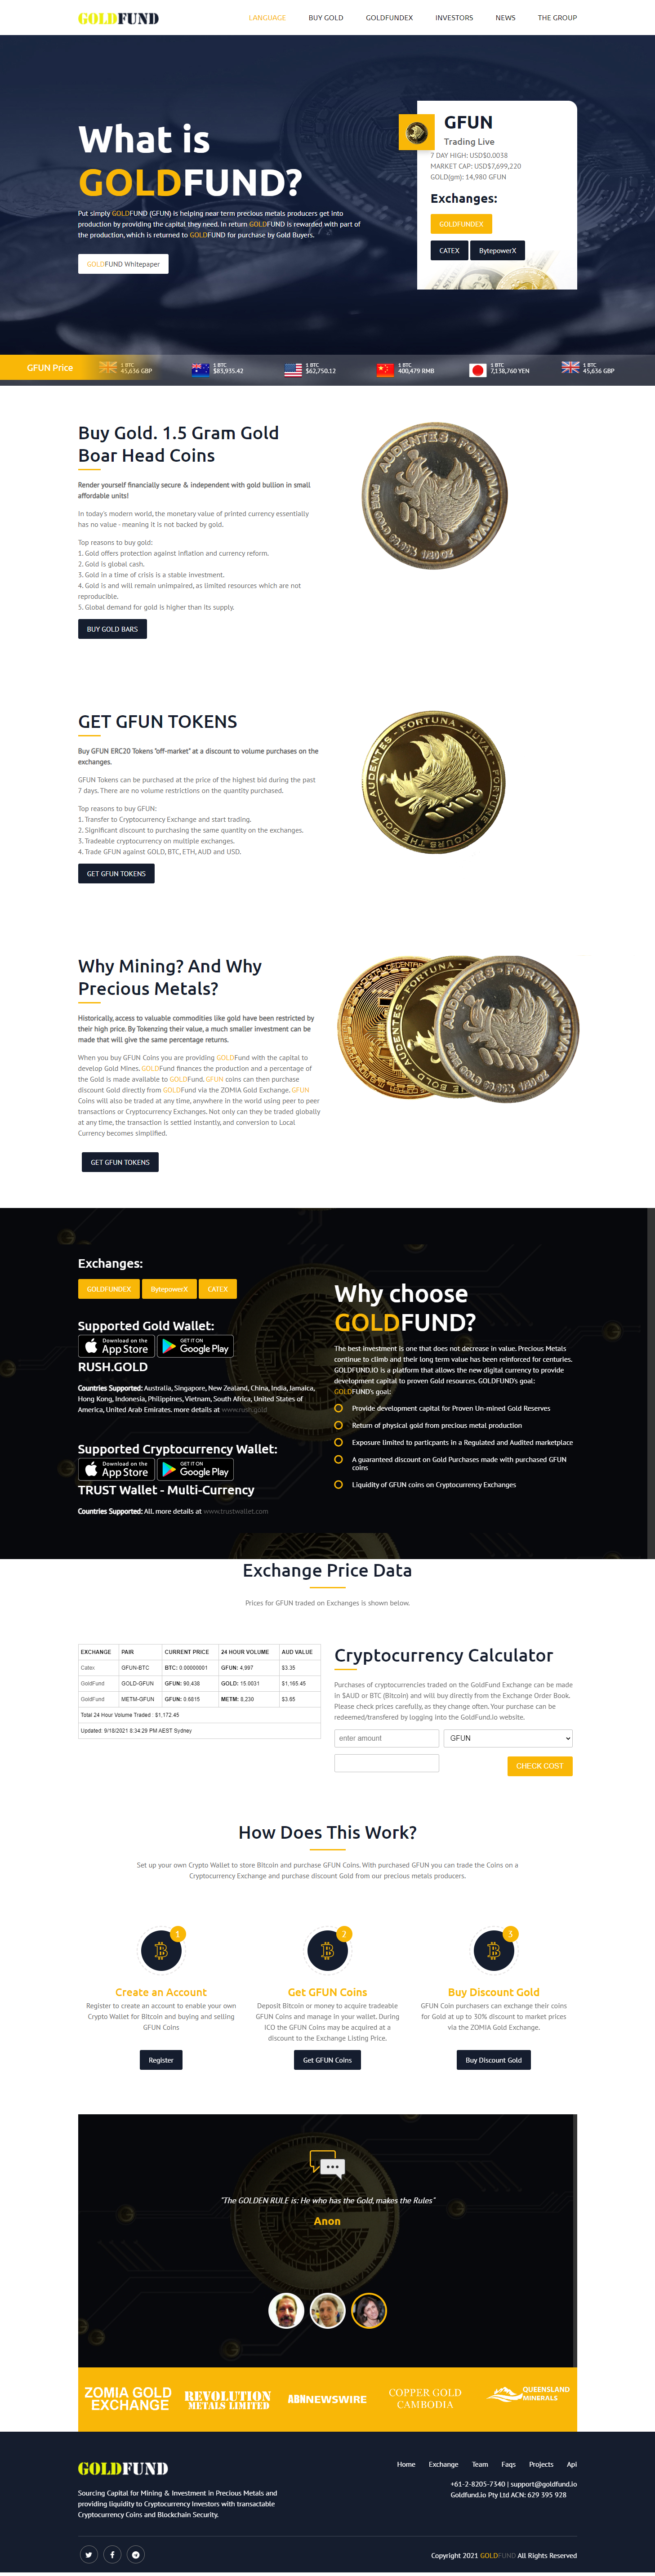 GOLDFUND
LANGUAGE BUY GOLD GOLDFUNDEX INVESTORS NEWS THE GROUP
What is
GOLDFUND?
Put simply GOLDFUND (GFUN) is helping near term precious metals producers get into
production by providing the capital they need. In return GOLDFUND is rewarded with part of
the production, which is returned to GOLDFUND for purchase by Gold Buyers.
GOLDFUND Whitepaper
GFUN
Trading Live
7 DAY HIGH: USD$0.0038
MARKET CAP: USD$7,699,220
GOLD(gm): 14,980 GFUN
Exchanges:
GOLDFUNDEX
CATEX BytepowerX
GFUN Price
1 BTC
45,636 GBP
1 BTC
$83,935.42
1 BTC
$62,750.12
1 BTC
400,479 RMB
1 BTC
7,138,760 YEN
1 BTC
45,636 GBP
Buy Gold. 1.5 Gram Gold
Boar Head Coins
Render yourself financially secure & independent with gold bullion in small
affordable units!
In today's modern world, the monetary value of printed currency essentially
has no value - meaning it is not backed by gold.
Top reasons to buy gold:
1. Gold offers protection against inflation and currency reform.
2. Gold is global cash.
3. Gold in a time of crisis is a stable investment.
4. Gold is and will remain unimpaired, as limited resources which are not
reproducible.
5. Global demand for gold is higher than its supply.
BUY GOLD BARS
AUDENTES · FORTUNA · JUVAT
PURE GOLD 99.99% 1/20 OZ
GET GFUN TOKENS
Buy GFUN ERC20 Tokens "off-market" at a discount to volume purchases on the
exchanges.
GFUN Tokens can be purchased at the price of the highest bid during the past
7 days. There are no volume restrictions on the quantity purchased.
Top reasons to buy GFUN:
1. Transfer to Cryptocurrency Exchange and start trading.
2. Significant discount to purchasing the same quantity on the exchanges.
3. Tradeable cryptocurrency on multiple exchanges.
4. Trade GFUN against GOLD, BTC, ETH, AUD and USD.
GET GFUN TOKENS
AUDENTES - FORTUNA - JUVAT - FORTUNE FAVOURS THE BOLD
Why Mining? And Why
Precious Metals?
Historically, access to valuable commodities like gold have been restricted by
their high price. By Tokenzing their value, a much smaller investment can be
made that will give the same percentage returns.
When you buy GFUN Coins you are providing GOLDFund with the capital to
develop Gold Mines. GOLDFund finances the production and a percentage of
the Gold is made available to GOLDFund. GFUN coins can then purchase
discount Gold directly from GOLDFund via the ZOMIA Gold Exchange. GFUN
Coins will also be traded at any time, anywhere in the world using peer to peer
transactions or Cryptocurrency Exchanges. Not only can they be traded globally
at any time, the transaction is settled instantly, and conversion to Local
Currency becomes simplified.
GET GFUN TOKENS
AUDENTES · FORTUNA · JUVAT
PURE GOLD 99.99% 1/20 OZ
Exchanges:
GOLDFUNDEX BytepowerX CATEX
Supported Gold Wallet:
Download on the App Store
GET IT ON Google Play
RUSH.GOLD
Countries Supported: Australia, Singapore, New Zealand, China, India, Jamaica,
Hong Kong, Indonesia, Philippines, Vietnam, South Africa, United States of
America, United Arab Emirates. more details at www.rush.gold
Supported Cryptocurrency Wallet:
Download on the App Store
GET IT ON Google Play
TRUST Wallet - Multi-Currency
Countries Supported: All. more details at www.trustwallet.com
Why choose
GOLDFUND?
The best investment is one that does not decrease in value. Precious Metals
continue to climb and their long term value has been reinforced for centuries.
GOLDFUND.IO is a platform that allows the new digital currency to provide
development capital to proven Gold resources. GOLDFUND's goal:
GOLDFUND's goal:
Provide development capital for Proven Un-mined Gold Reserves
Return of physical gold from precious metal production
Exposure limited to particpants in a Regulated and Audited marketplace
A guaranteed discount on Gold Purchases made with purchased GFUN
coins
Liquidity of GFUN coins on Cryptocurrency Exchanges
Exchange Price Data
Prices for GFUN traded on Exchanges is shown below.
EXCHANGE PAIR CURRENT PRICE 24 HOUR VOLUME AUD VALUE
Catex GFUN-BTC BTC: 0.00000001 GFUN: 4,997 $3.35
GoldFund GOLD-GFUN GFUN: 90,438 GOLD: 15.0031 $1,165.45
GoldFund METM-GFUN GFUN: 0.6815 METM: 8,230 $3.65
Total 24 Hour Volume Traded : $1,172.45
Updated: 9/18/2021 8:34:29 PM AEST Sydney
Cryptocurrency Calculator
Purchases of cryptocurrencies traded on the GoldFund Exchange can be made
in $AUD or BTC (Bitcoin) and will buy directly from the Exchange Order Book.
Please check prices carefully, as they change often. Your purchase can be
redeemed/transfered by logging into the GoldFund.io website.
enter amount
GFUN
CHECK COST
How Does This Work?
Set up your own Crypto Wallet to store Bitcoin and purchase GFUN Coins. With purchased GFUN you can trade the Coins on a
Cryptocurrency Exchange and purchase discount Gold from our precious metals producers.
1
Create an Account
Register to create an account to enable your own
Crypto Wallet for Bitcoin and buying and selling
GFUN Coins
Register
2
Get GFUN Coins
Deposit Bitcoin or money to acquire tradeable
GFUN Coins and manage in your wallet. During
ICO the GFUN Coins may be acquired at a
discount to the Exchange Listing Price.
Get GFUN Coins
3
Buy Discount Gold
GFUN Coin purchasers can exchange their coins
for Gold at up to 30% discount to market prices
via the ZOMIA Gold Exchange.
Buy Discount Gold
"The GOLDEN RULE is: He who has the Gold, makes the Rules"
Anon
ZOMIA GOLD
EXCHANGE
REVOLUTION
METALS LIMITED
ABNNEWSWIRE
COPPER GOLD
CAMBODIA
QUEENSLAND
MINERALS
GOLDFUND
Sourcing Capital for Mining & Investment in Precious Metals and
providing liquidity to Cryptocurrency Investors with transactable
Cryptocurrency Coins and Blockchain Security.
Home Exchange Team Faqs Projects Api
+61-2-8205-7340 | support@goldfund.io
Goldfund.io Pty Ltd ACN: 629 395 928
Copyright 2021 GOLDFUND All Rights Reserved